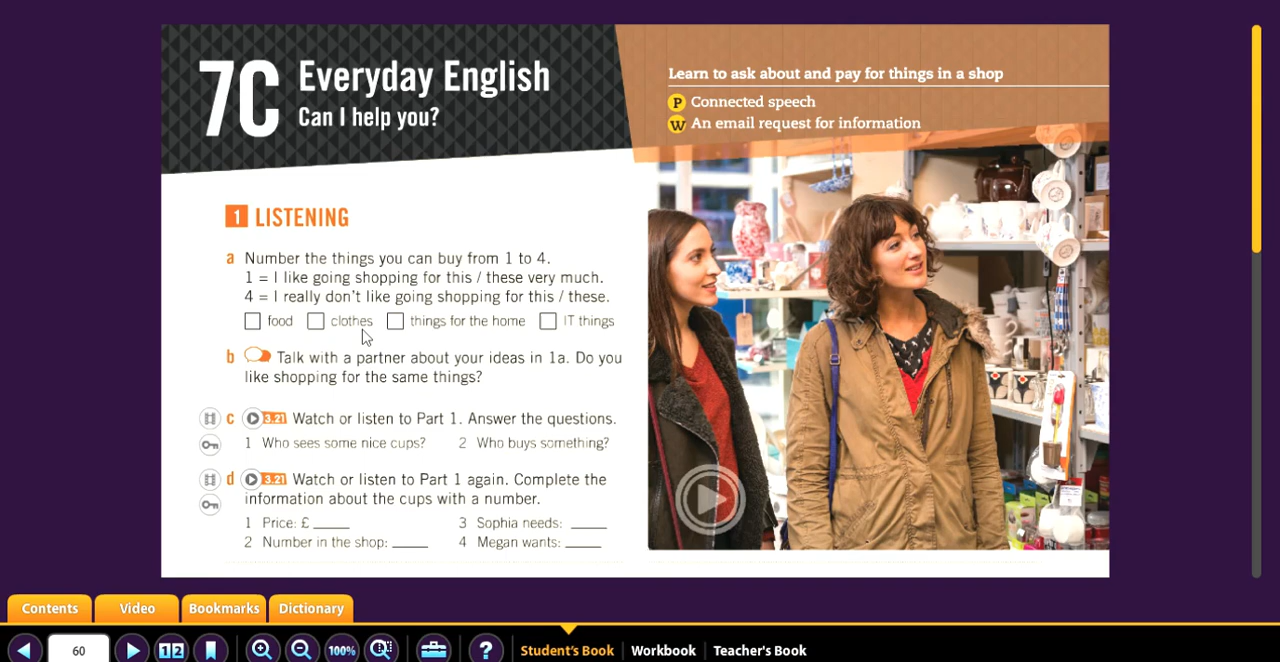 7C Everyday English
Can I help you?
Learn to ask about and pay for things in a shop
P Connected speech
W An email request for information
1 LISTENING
a Number the things you can buy from 1 to 4.
1 = I like going shopping for this / these very much.
4 = I really don't like going shopping for this / these.
food clothes things for the home IT things
b Talk with a partner about your ideas in 1a. Do you
like shopping for the same things?
c 3.21 Watch or listen to Part 1. Answer the questions.
1 Who sees some nice cups? 2 Who buys something?
d 3.21 Watch or listen to Part 1 again. Complete the
information about the cups with a number.
1 Price: £ _____ 3 Sophia needs: _____
2 Number in the shop: _____ 4 Megan wants: _____
Contents Video Bookmarks Dictionary
60 12 100% ? Student's Book Workbook Teacher's Book